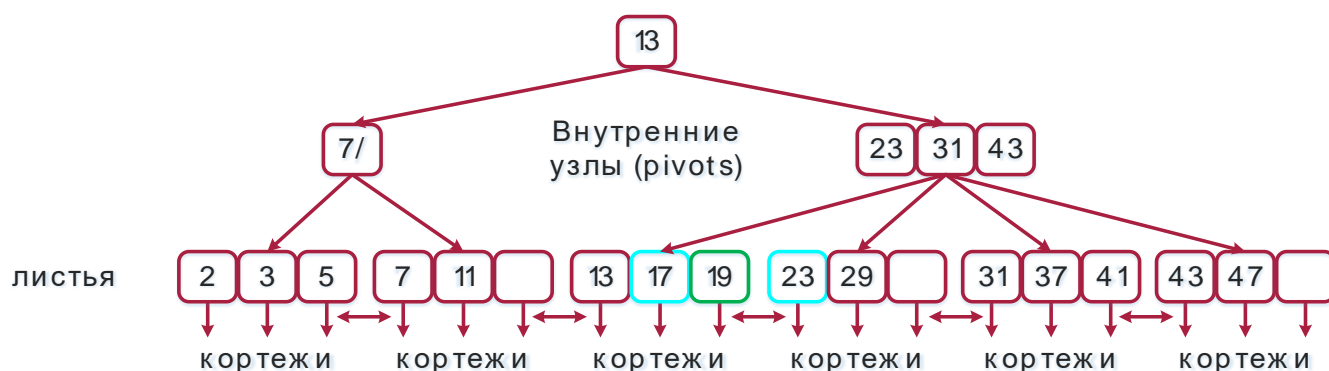 13
7/
Внутренние
узлы (pivots)
23 31 43
листья
2 3 5 7 11 13 17 19 23 29 31 37 41 43 47
кортежи кортежи кортежи кортежи кортежи кортежи